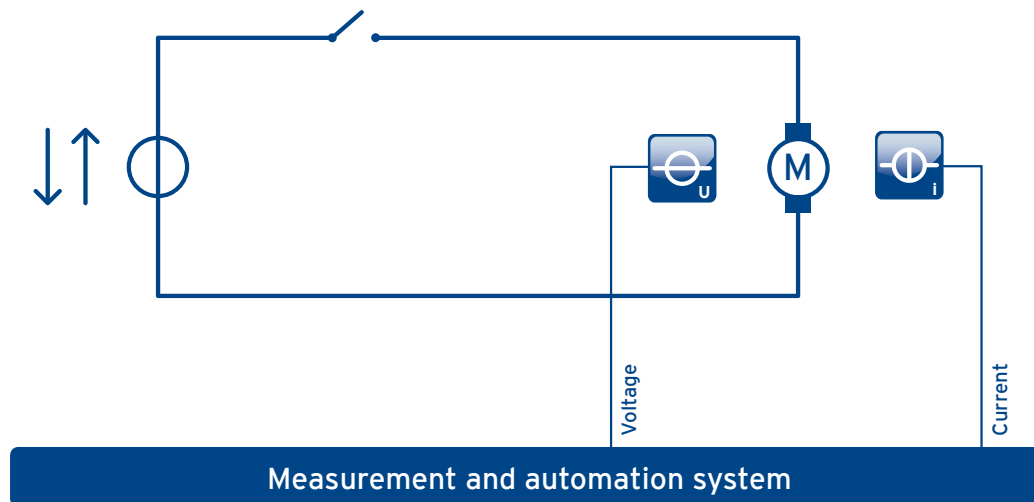 M
U
i
Voltage
Current
Measurement and automation system